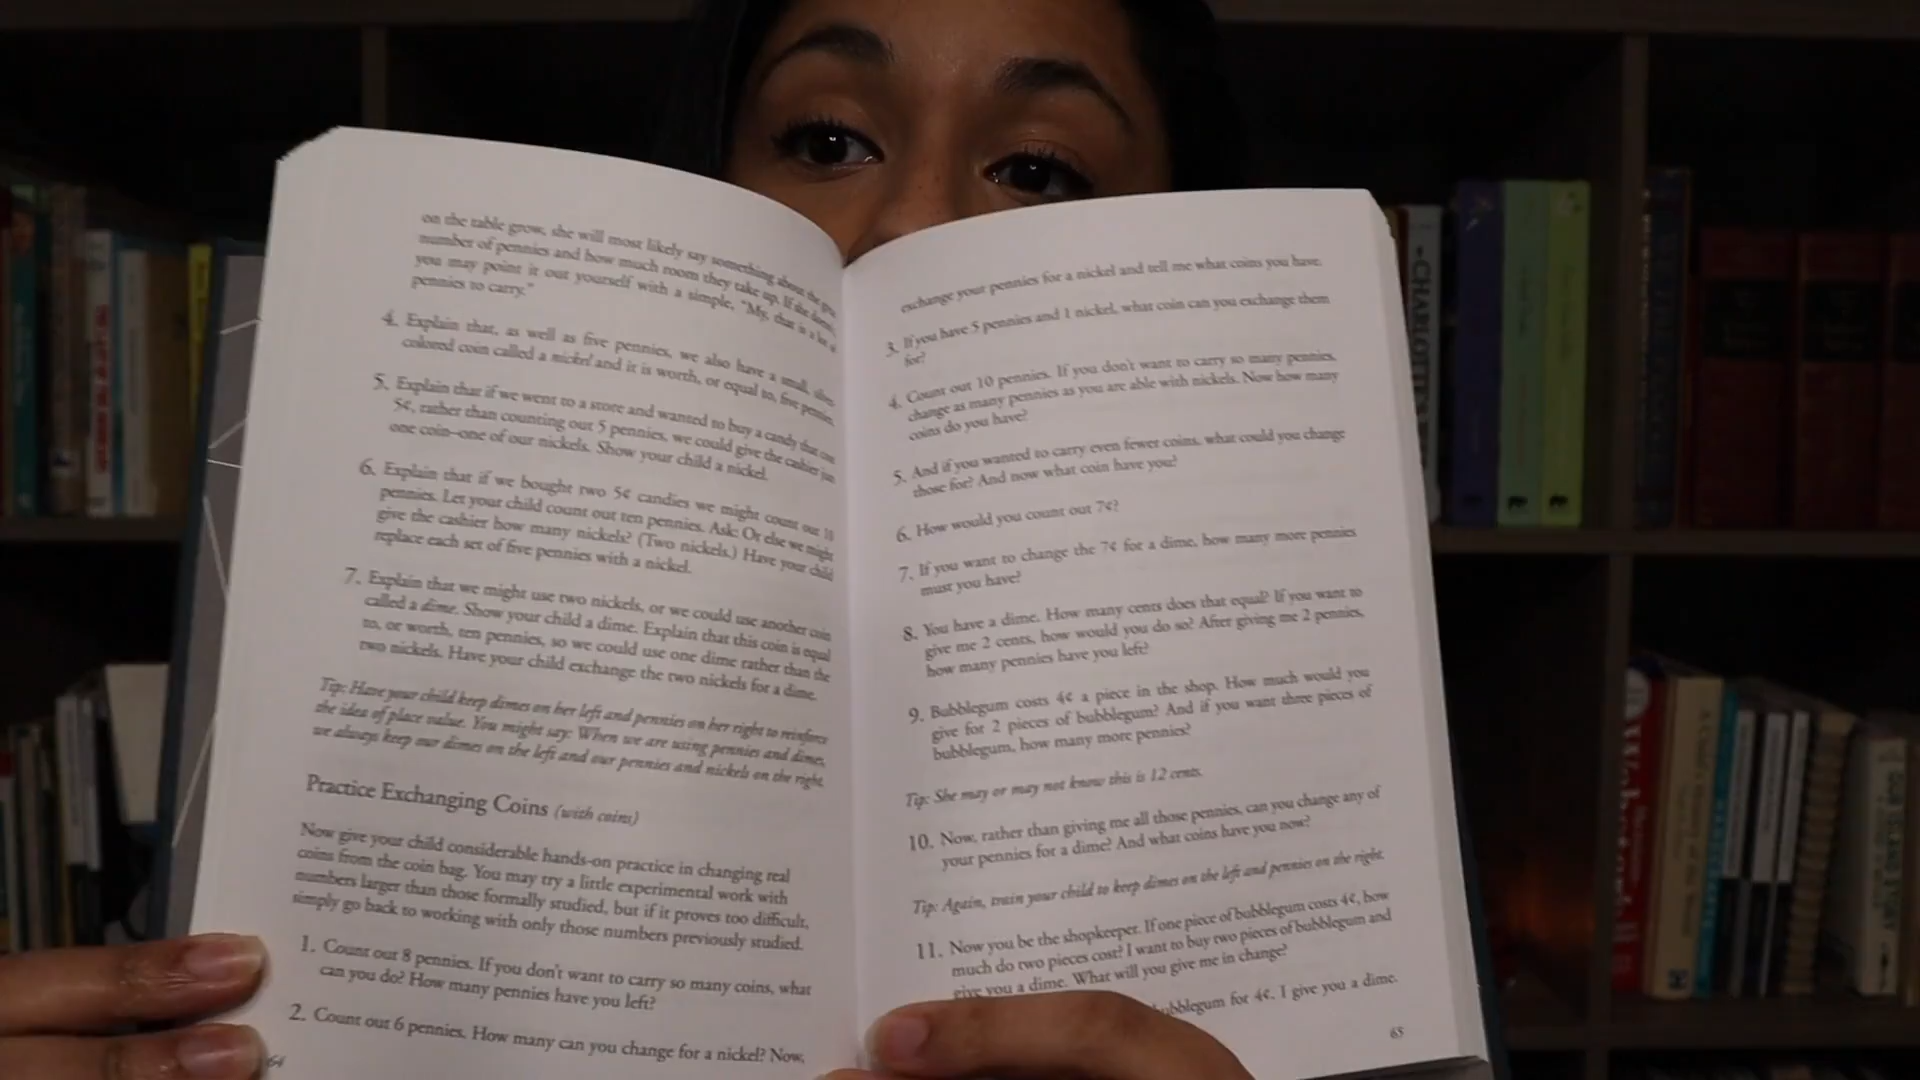 on the table grow, she will most likely say something about the
number of pennies and how much room they take up. If she doesn't,
you may point it out yourself with a simple, "My, that is a lot of
pennies to carry."
4. Explain that, as well as five pennies, we also have a small, silver-
colored coin called a nickel and it is worth, or equal to, five pennies.
5. Explain that if we went to a store and wanted to buy a candy that cost
5¢, rather than counting out 5 pennies, we could give the cashier just
one coin–one of our nickels. Show your child a nickel.
6. Explain that if we bought two 5¢ candies we might count out 10
pennies. Let your child count out ten pennies. Ask: Or else we might
give the cashier how many nickels? (Two nickels.) Have your child
replace each set of five pennies with a nickel.
7. Explain that we might use two nickels, or we could use another coin
called a dime. Show your child a dime. Explain that this coin is equal
to, or worth, ten pennies, so we could use one dime rather than the
two nickels. Have your child exchange the two nickels for a dime.
Tip: Have your child keep dimes on her left and pennies on her right to reinforce
the idea of place value. You might say: When we are using pennies and dimes,
we always keep our dimes on the left and our pennies and nickels on the right.
Practice Exchanging Coins (with coins)
Now give your child considerable hands-on practice in changing real
coins from the coin bag. You may try a little experimental work with
numbers larger than those formally studied, but if it proves too difficult,
simply go back to working with only those numbers previously studied.
1. Count out 8 pennies. If you don't want to carry so many coins, what
can you do? How many pennies have you left?
2. Count out 6 pennies. How many can you change for a nickel? Now,
64
exchange your pennies for a nickel and tell me what coins you have.
3. If you have 5 pennies and 1 nickel, what coin can you exchange them
for?
4. Count out 10 pennies. If you don't want to carry so many pennies,
change as many pennies as you are able with nickels. Now how many
coins do you have?
5. And if you wanted to carry even fewer coins, what could you change
those for? And now what coin have you?
6. How would you count out 7¢?
7. If you want to change the 7¢ for a dime, how many more pennies
must you have?
8. You have a dime. How many cents does that equal? If you want to
give me 2 cents, how would you do so? After giving me 2 pennies,
how many pennies have you left?
9. Bubblegum costs 4¢ a piece in the shop. How much would you
give for 2 pieces of bubblegum? And if you want three pieces of
bubblegum, how many more pennies?
Tip: She may or may not know this is 12 cents.
10. Now, rather than giving me all those pennies, can you change any of
your pennies for a dime? And what coins have you now?
Tip: Again, train your child to keep dimes on the left and pennies on the right.
11. Now you be the shopkeeper. If one piece of bubblegum costs 4¢, how
much do two pieces cost? I want to buy two pieces of bubblegum and
give you a dime. What will you give me in change?
bubblegum for 4¢. I give you a dime.
65